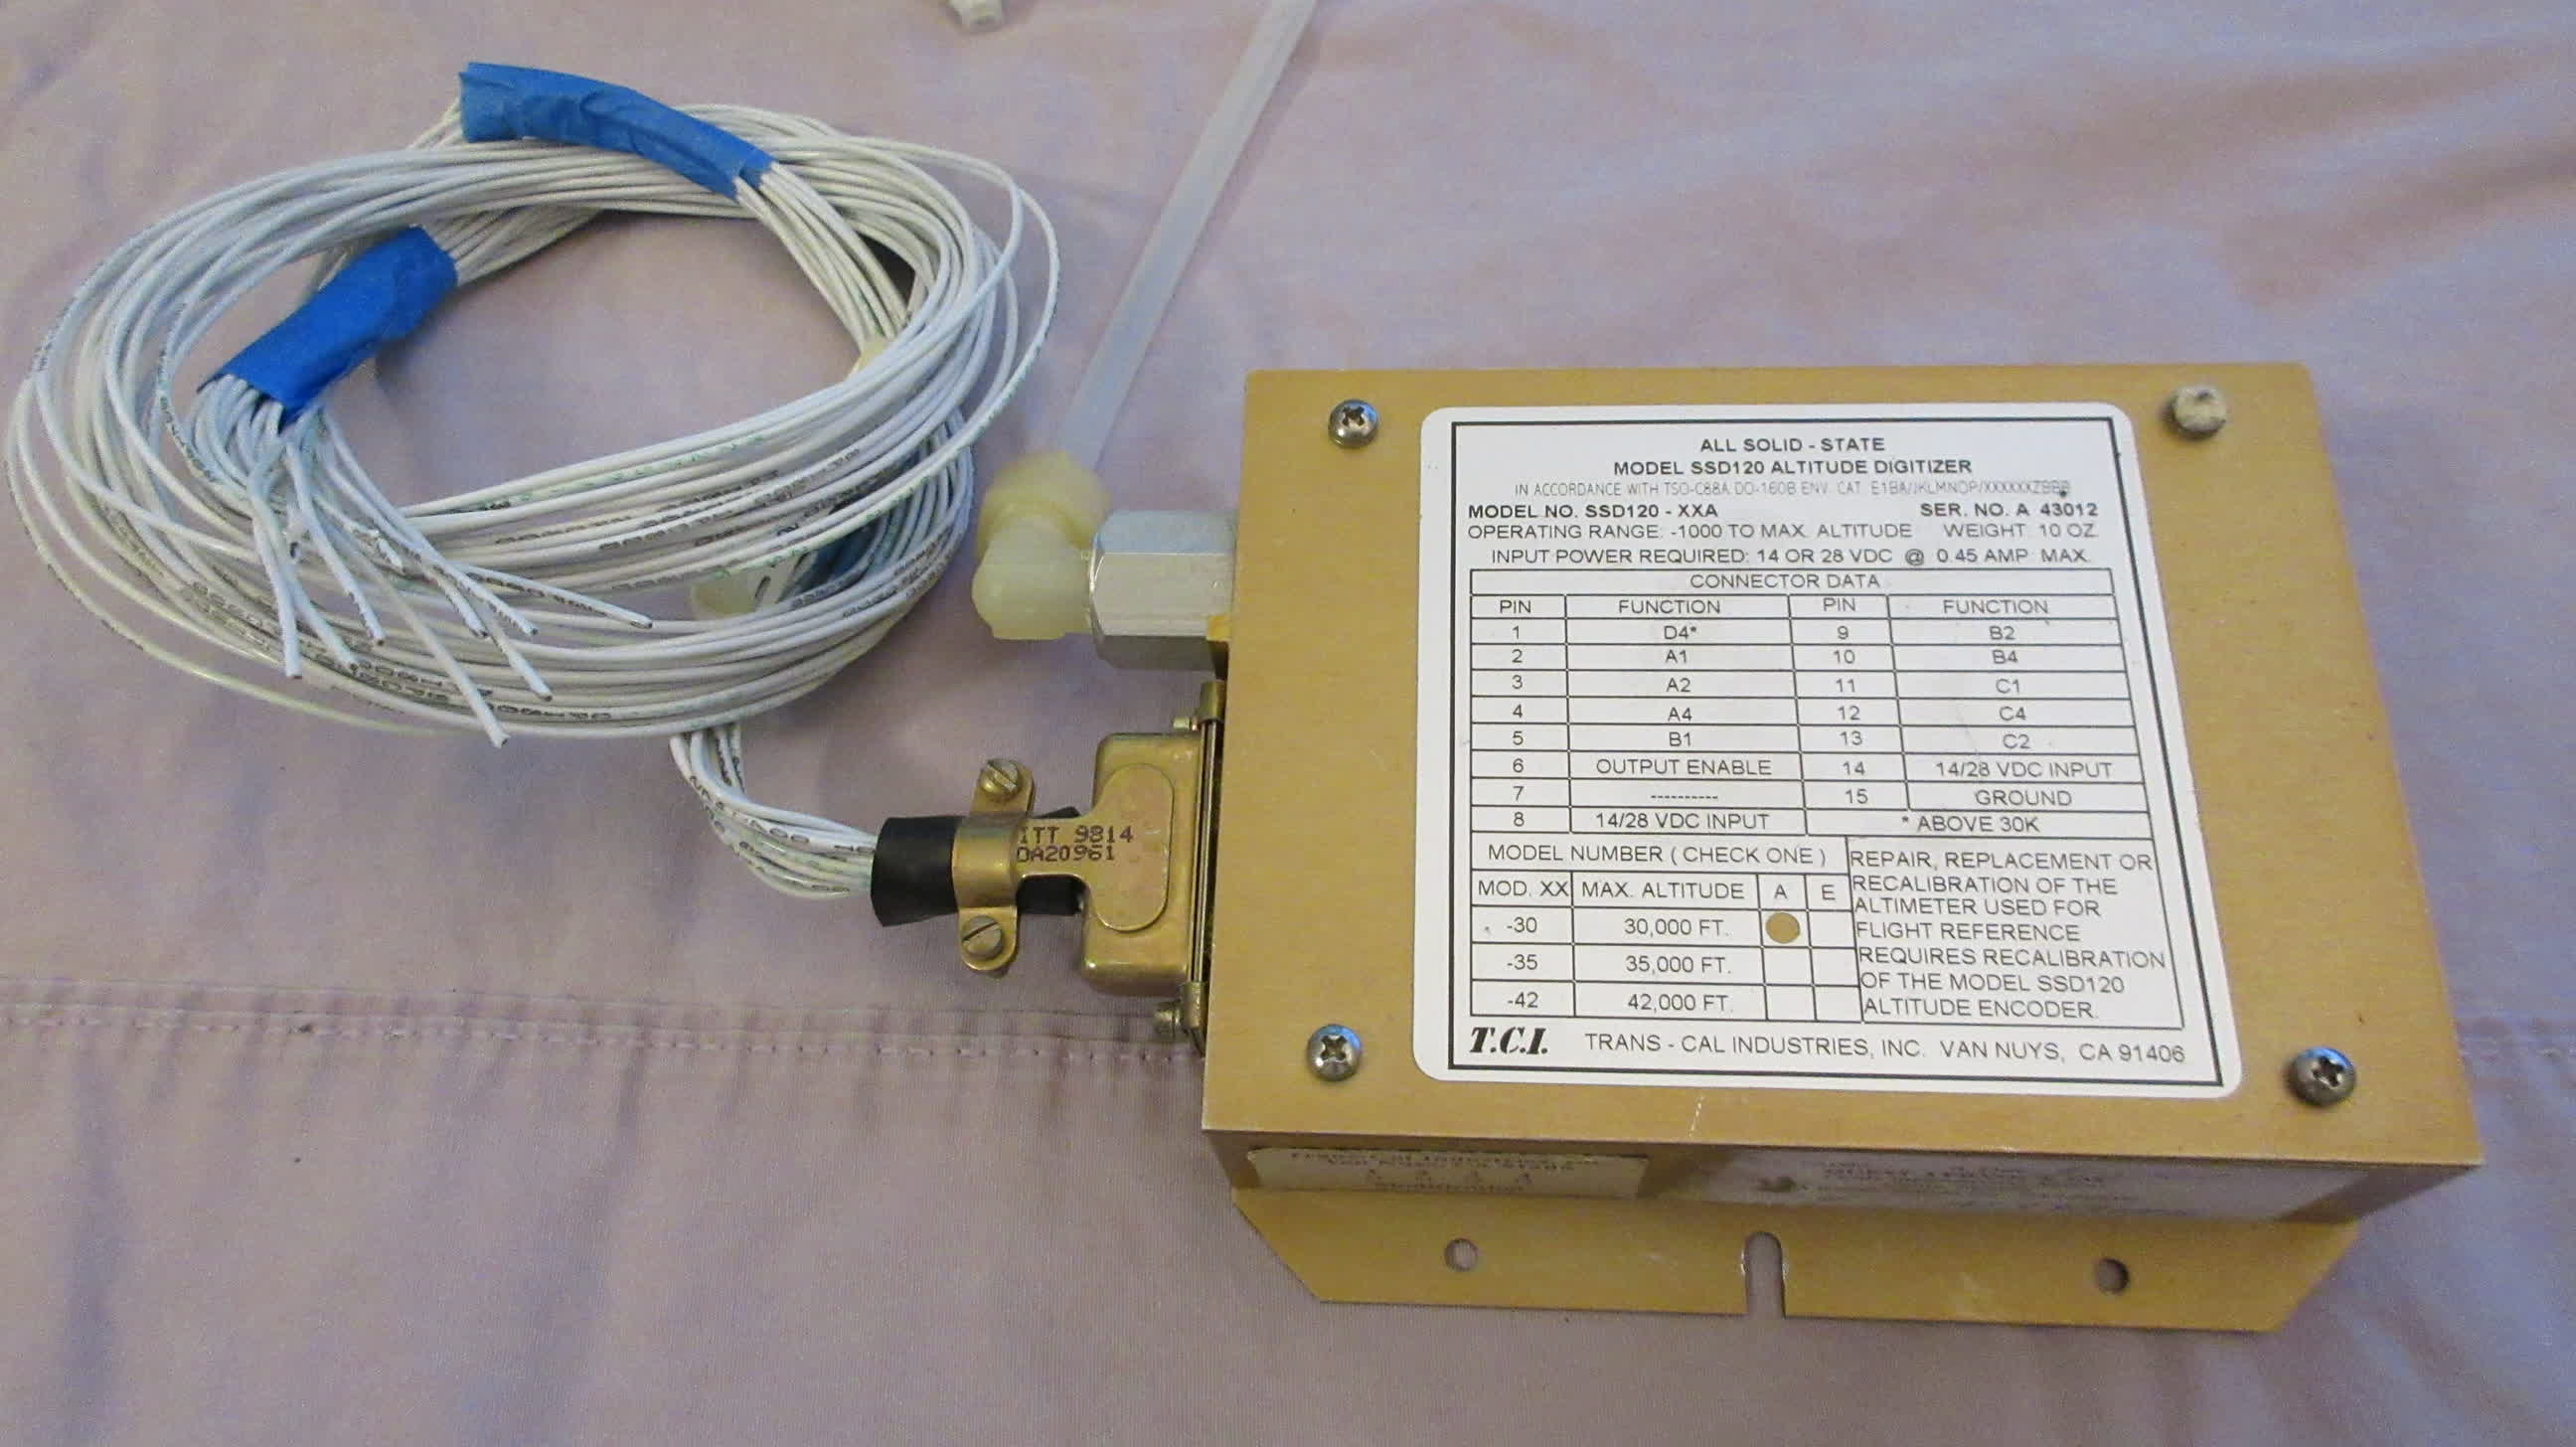 ALL SOLID - STATE
MODEL SSD120 ALTITUDE DIGITIZER
IN ACCORDANCE WITH TSO-C88A DO-160B ENV. CAT. E1BA/JKLMNOP/XXXXXXZBBB
MODEL NO. SSD120 - XXA SER. NO. A 43012
OPERATING RANGE: -1000 TO MAX. ALTITUDE WEIGHT 10 OZ.
INPUT POWER REQUIRED: 14 OR 28 VDC @ 0.45 AMP MAX.
CONNECTOR DATA
PIN FUNCTION PIN FUNCTION
1 D4* 9 B2
2 A1 10 B4
3 A2 11 C1
4 A4 12 C4
5 B1 13 C2
6 OUTPUT ENABLE 14 14/28 VDC INPUT
7 ---------- 15 GROUND
8 14/28 VDC INPUT * ABOVE 30K
MODEL NUMBER ( CHECK ONE )
MOD. XX MAX. ALTITUDE A E
-30 30,000 FT.
-35 35,000 FT.
-42 42,000 FT.
REPAIR, REPLACEMENT OR
RECALIBRATION OF THE
ALTIMETER USED FOR
FLIGHT REFERENCE
REQUIRES RECALIBRATION
OF THE MODEL SSD120
ALTITUDE ENCODER.
T.C.I. TRANS - CAL INDUSTRIES, INC. VAN NUYS, CA 91406
ITT 9814
DA20961